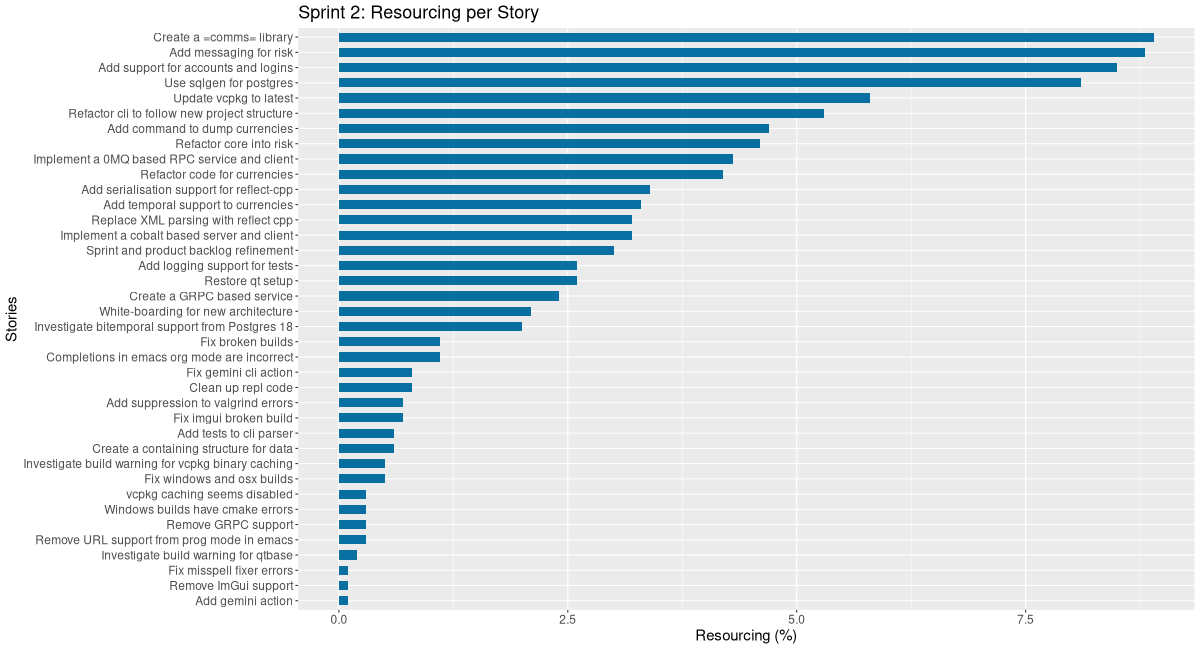 Sprint 2: Resourcing per Story
Create a =comms= library
Add messaging for risk
Add support for accounts and logins
Use sqlgen for postgres
Update vcpkg to latest
Refactor cli to follow new project structure
Add command to dump currencies
Refactor core into risk
Implement a 0MQ based RPC service and client
Refactor code for currencies
Add serialisation support for reflect-cpp
Add temporal support to currencies
Replace XML parsing with reflect cpp
Implement a cobalt based server and client
Sprint and product backlog refinement
Add logging support for tests
Restore qt setup
Create a GRPC based service
White-boarding for new architecture
Investigate bitemporal support from Postgres 18
Fix broken builds
Completions in emacs org mode are incorrect
Fix gemini cli action
Clean up repl code
Add suppression to valgrind errors
Fix imgui broken build
Add tests to cli parser
Create a containing structure for data
Investigate build warning for vcpkg binary caching
Fix windows and osx builds
vcpkg caching seems disabled
Windows builds have cmake errors
Remove GRPC support
Remove URL support from prog mode in emacs
Investigate build warning for qtbase
Fix misspell fixer errors
Remove ImGui support
Add gemini action
Stories
0.0 2.5 5.0 7.5
Resourcing (%)